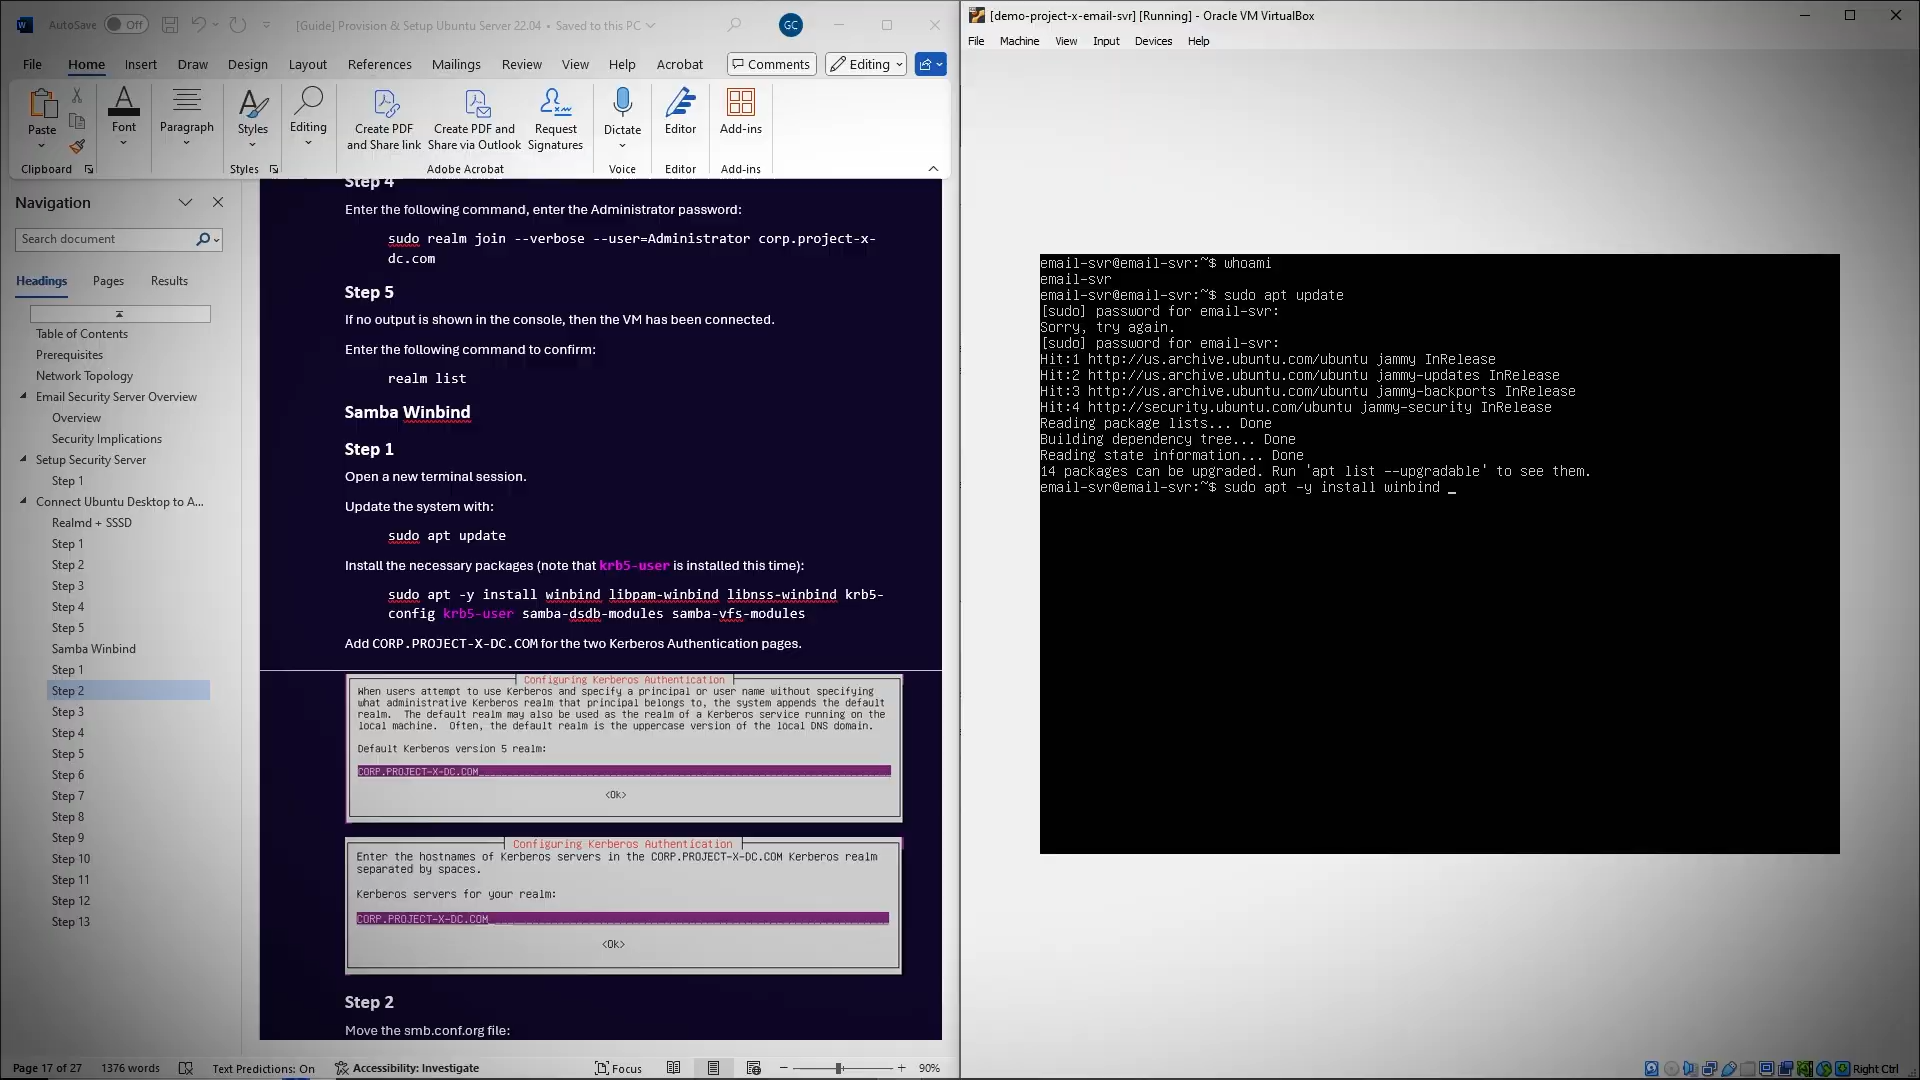 AutoSave Off [Guide] Provision & Setup Ubuntu Server 22.04 • Saved to this PC GC
File Home Insert Draw Design Layout References Mailings Review View Help Acrobat Comments Editing
Paste Font Paragraph Styles Editing Create PDF and Share link Create PDF and Share via Outlook Request Signatures Dictate Editor Add-ins
Clipboard Styles Adobe Acrobat Voice Editor Add-ins
Navigation
Search document
Headings Pages Results
Table of Contents
Prerequisites
Network Topology
Email Security Server Overview
Overview
Security Implications
Setup Security Server
Step 1
Connect Ubuntu Desktop to A...
Realmd + SSSD
Step 1
Step 2
Step 3
Step 4
Step 5
Samba Winbind
Step 1
Step 2
Step 3
Step 4
Step 5
Step 6
Step 7
Step 8
Step 9
Step 10
Step 11
Step 12
Step 13
Step 4
Enter the following command, enter the Administrator password:
sudo realm join --verbose --user=Administrator corp.project-x-
dc.com
Step 5
If no output is shown in the console, then the VM has been connected.
Enter the following command to confirm:
realm list
Samba Winbind
Step 1
Open a new terminal session.
Update the system with:
sudo apt update
Install the necessary packages (note that krb5-user is installed this time):
sudo apt -y install winbind libpam-winbind libnss-winbind krb5-
config krb5-user samba-dsdb-modules samba-vfs-modules
Add CORP.PROJECT-X-DC.COM for the two Kerberos Authentication pages.
Configuring Kerberos Authentication
When users attempt to use Kerberos and specify a principal or user name without specifying
what administrative Kerberos realm that principal belongs to, the system appends the default
realm. The default realm may also be used as the realm of a Kerberos service running on the
local machine. Often, the default realm is the uppercase version of the local DNS domain.
Default Kerberos version 5 realm:
CORP.PROJECT-X-DC.COM
<Ok>
Configuring Kerberos Authentication
Enter the hostnames of Kerberos servers in the CORP.PROJECT-X-DC.COM Kerberos realm
separated by spaces.
Kerberos servers for your realm:
CORP.PROJECT-X-DC.COM
<Ok>
Step 2
Move the smb.conf.org file:
Page 17 of 27 1376 words Text Predictions: On Accessibility: Investigate Focus 90%
[demo-project-x-email-svr] [Running] - Oracle VM VirtualBox
File Machine View Input Devices Help
email-svr@email-svr:~$ whoami
email-svr
email-svr@email-svr:~$ sudo apt update
[sudo] password for email-svr:
Sorry, try again.
[sudo] password for email-svr:
Hit:1 http://us.archive.ubuntu.com/ubuntu jammy InRelease
Hit:2 http://us.archive.ubuntu.com/ubuntu jammy-updates InRelease
Hit:3 http://us.archive.ubuntu.com/ubuntu jammy-backports InRelease
Hit:4 http://security.ubuntu.com/ubuntu jammy-security InRelease
Reading package lists... Done
Building dependency tree... Done
Reading state information... Done
14 packages can be upgraded. Run 'apt list --upgradable' to see them.
email-svr@email-svr:~$ sudo apt -y install winbind _
Right Ctrl